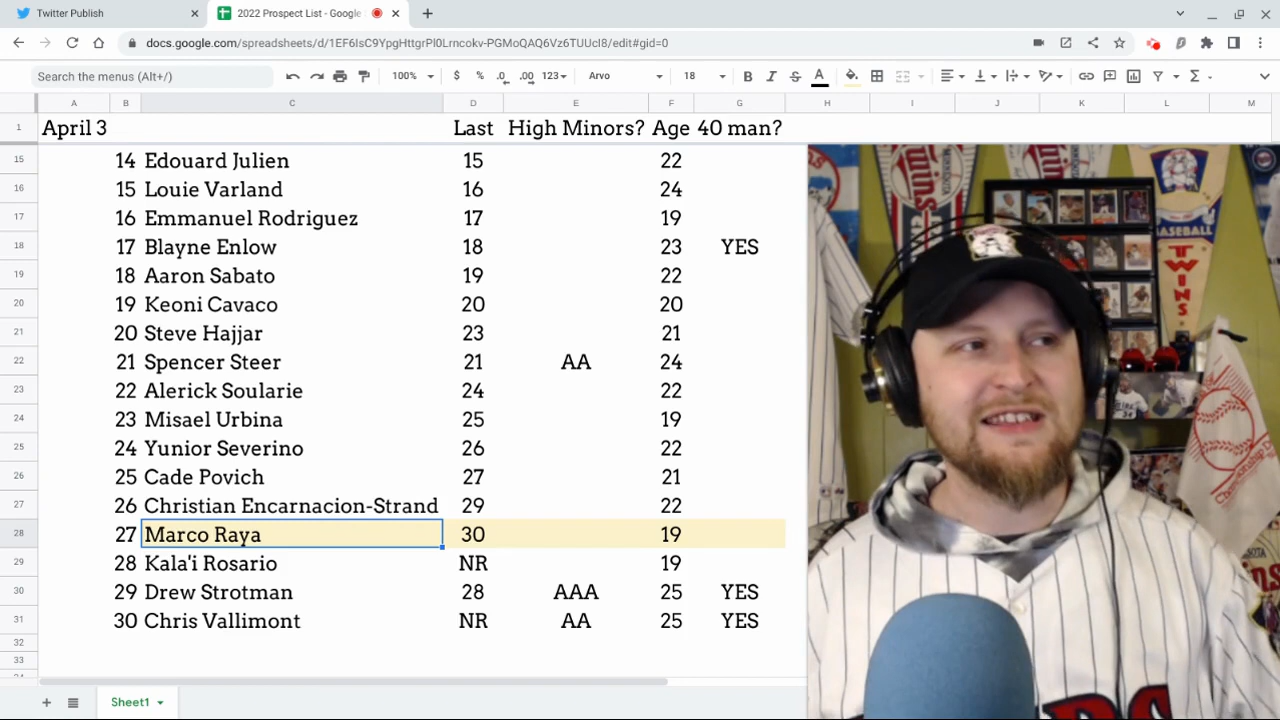 Twitter Publish
2022 Prospect List - Google
docs.google.com/spreadsheets/d/1EF6IsC9YpgHttgrPl0Lrncokv-PGMoQAQ6Vz6TUUcI8/edit#gid=0
Search the menus (Alt+/)
100% $ % .0 .00 123 Arvo 18 B I S A
A B C D E F G H I J K L M
1 April 3 Last High Minors? Age 40 man?
15 14 Edouard Julien 15 22
16 15 Louie Varland 16 24
17 16 Emmanuel Rodriguez 17 19
18 17 Blayne Enlow 18 23 YES
19 18 Aaron Sabato 19 22
20 19 Keoni Cavaco 20 20
21 20 Steve Hajjar 23 21
22 21 Spencer Steer 21 AA 24
23 22 Alerick Soularie 24 22
24 23 Misael Urbina 25 19
25 24 Yunior Severino 26 22
26 25 Cade Povich 27 21
27 26 Christian Encarnacion-Strand 29 22
28 27 Marco Raya 30 19
29 28 Kala'i Rosario NR 19
30 29 Drew Strotman 28 AAA 25 YES
31 30 Chris Vallimont NR AA 25 YES
32
33
Sheet1
Twins
BASEBALL
TWINS